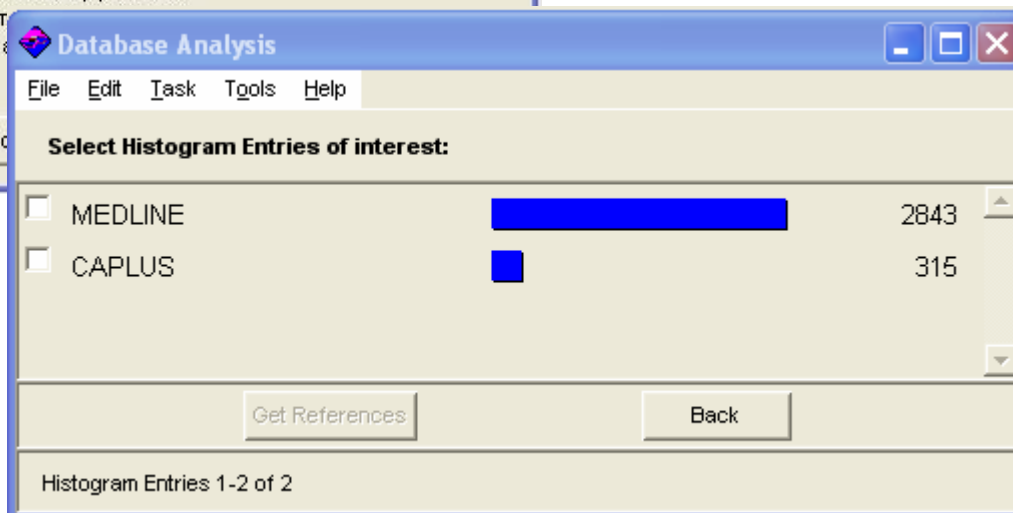 Database Analysis
File Edit Task Tools Help
Select Histogram Entries of interest:
MEDLINE 2843
CAPLUS 315
Get References Back
Histogram Entries 1-2 of 2